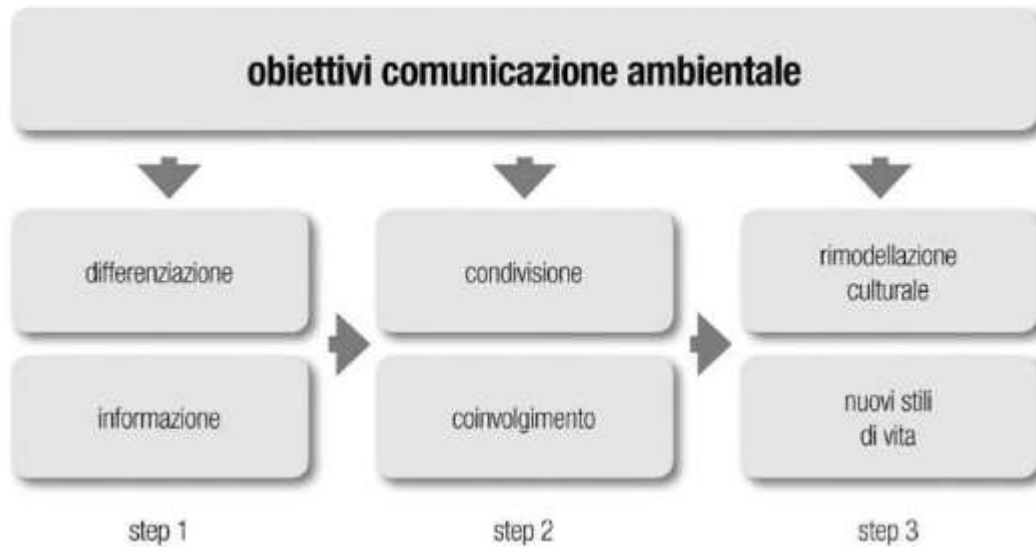 obiettivi comunicazione ambientale
differenziazione
condivisione
rimodellazione
culturale
informazione
coinvolgimento
nuovi stili
di vita
step 1
step 2
step 3